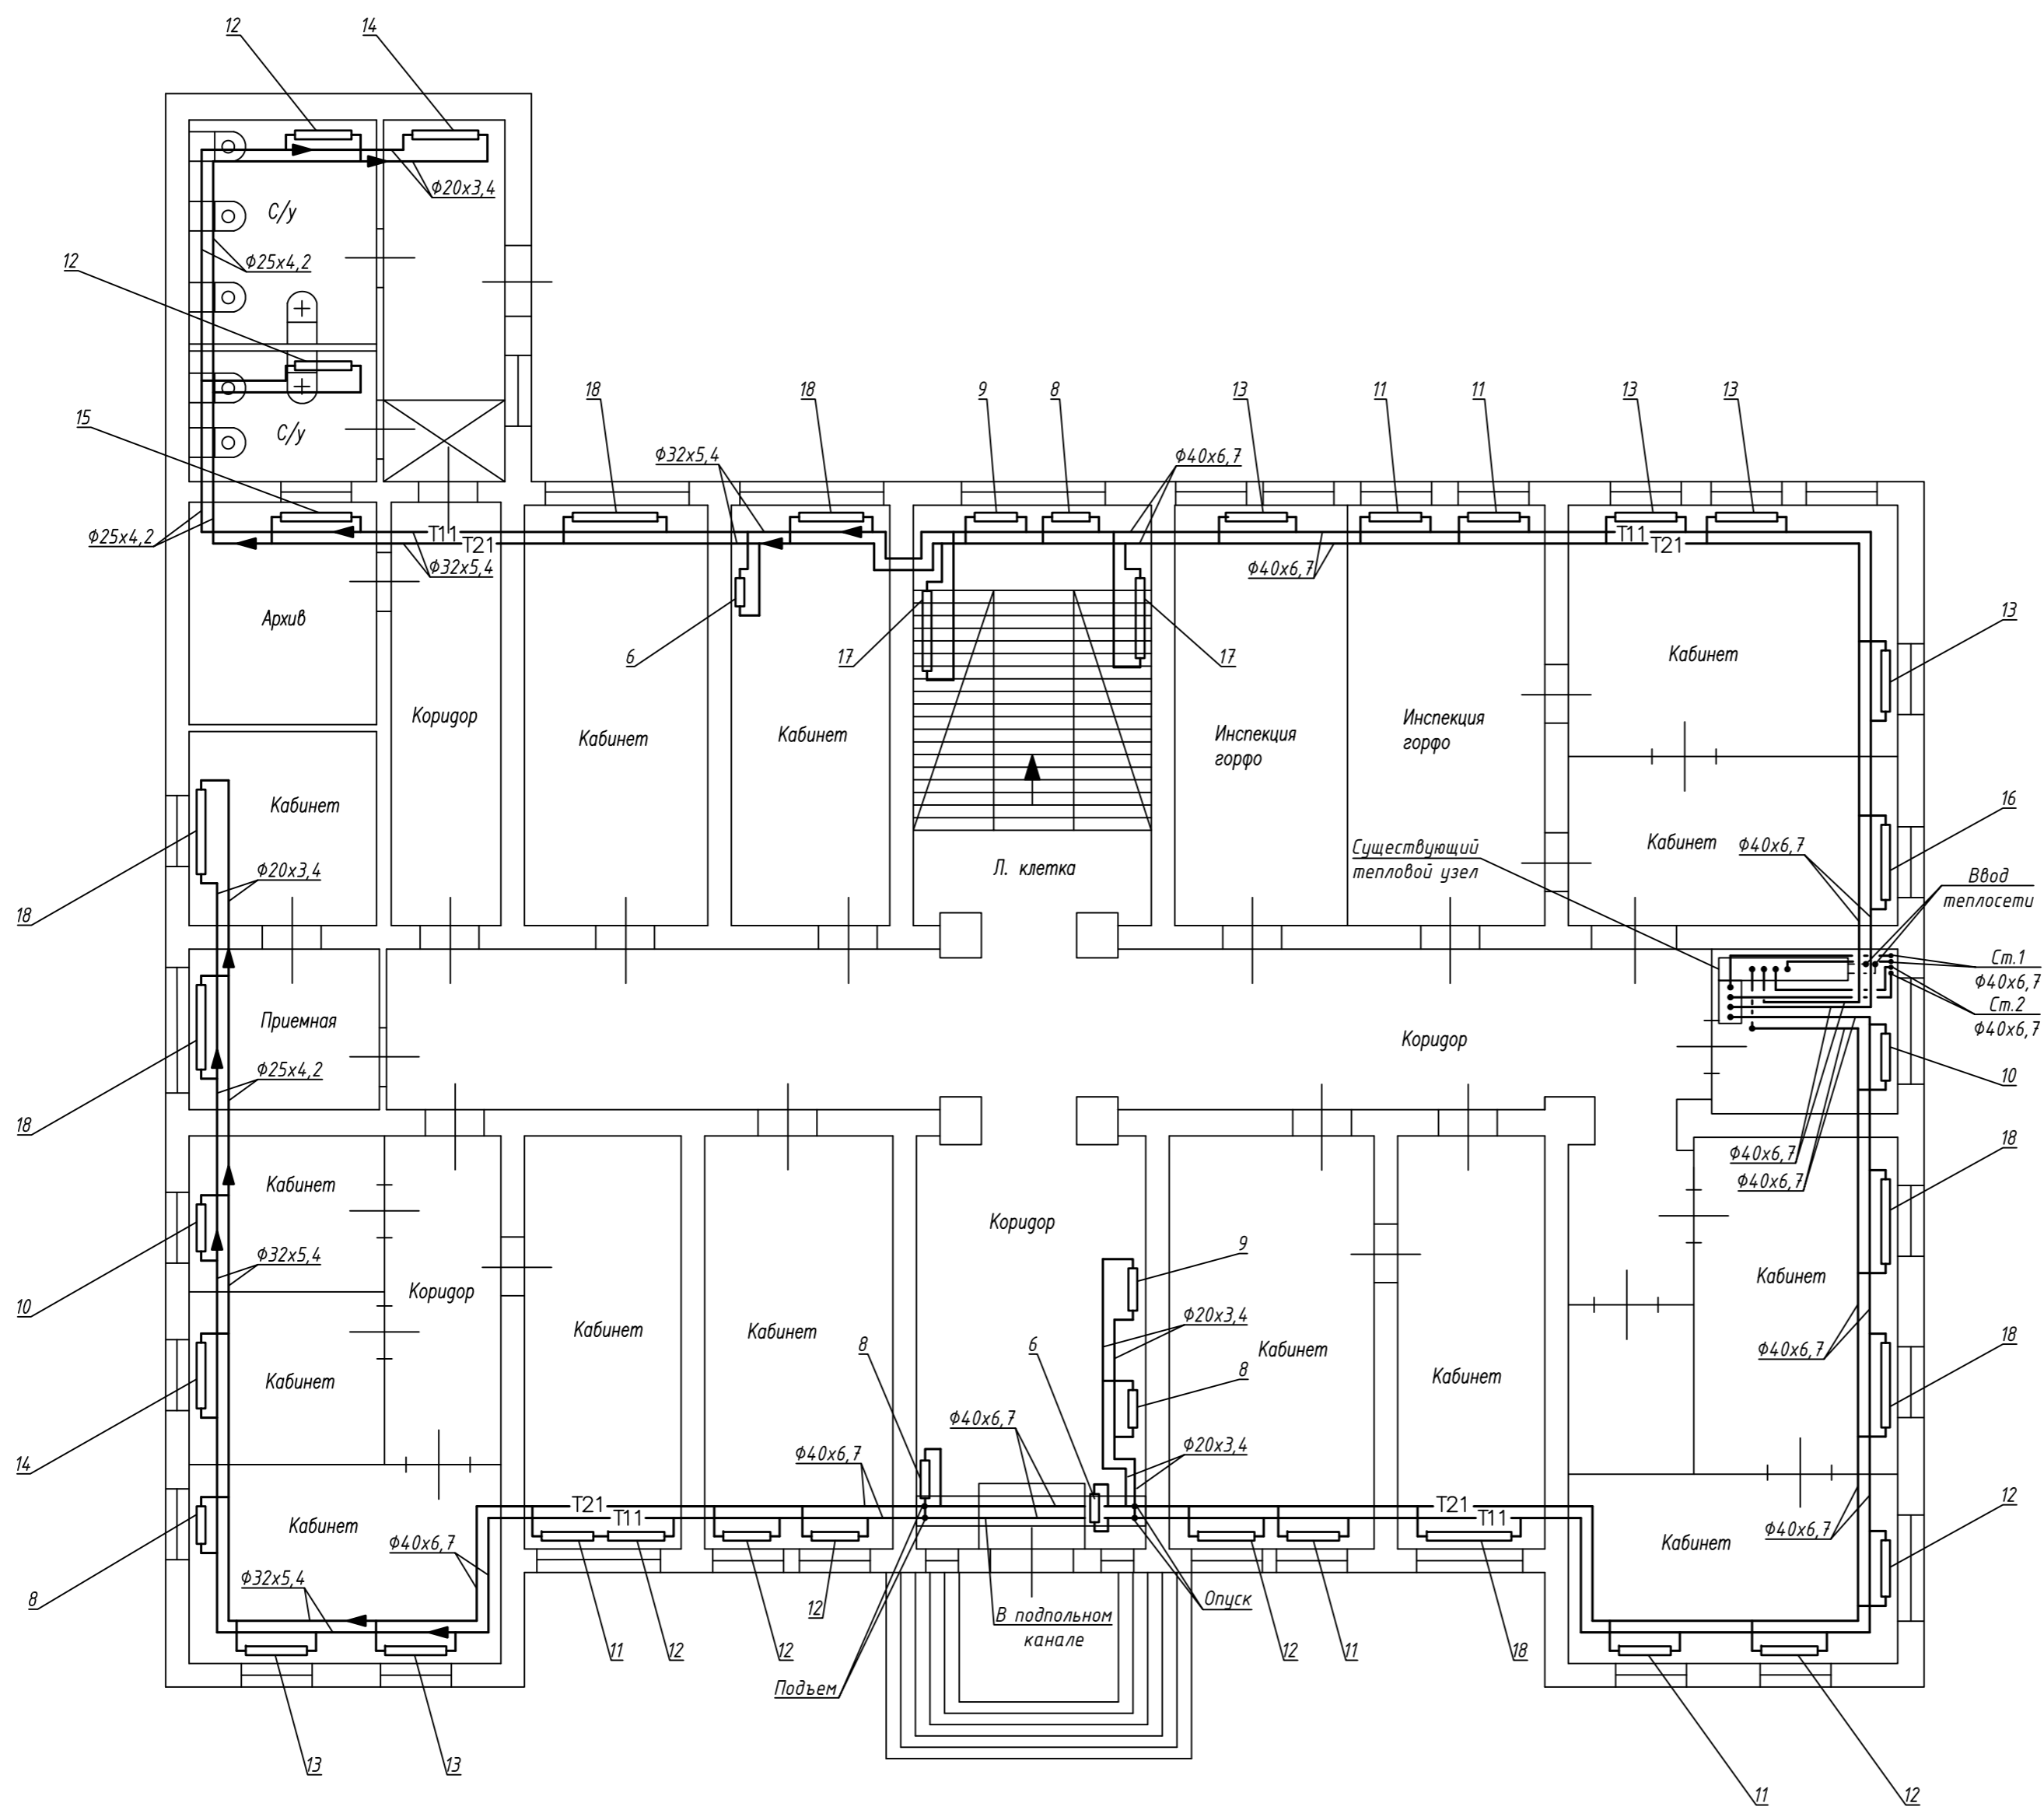 12
14
Ф20х3,4
С/у
Ф25х4,2
12
18
18
9
8
13
11
11
13
13
15
С/у
Ф32х5,4
Ф40х6,7
Ф25х4,2
Т11
Т21
Т11
Т21
Ф32х5,4
Ф40х6,7
Архив
6
17
17
13
Кабинет
Коридор
Кабинет
Кабинет
Инспекция
горфо
Инспекция
горфо
Кабинет
Кабинет
Существующий
тепловой узел
Ф40х6,7
16
Л. клетка
Ф20х3,4
Ввод
теплосети
18
Ст.1
Ф40х6,7
Ст.2
Ф40х6,7
Приемная
Коридор
Ф25х4,2
10
18
Ф40х6,7
Ф40х6,7
18
Кабинет
Коридор
9
Ф32х5,4
Коридор
Кабинет
10
Ф20х3,4
Кабинет
Кабинет
8
6
Кабинет
Ф40х6,7
18
Кабинет
8
Кабинет
Ф40х6,7
Ф40х6,7
Ф20х3,4
14
Т21
Т11
Т21
Т11
12
Кабинет
Ф40х6,7
Ф40х6,7
Кабинет
Ф32х5,4
8
12
В подпольном
канале
Опуск
11
12
12
12
11
18
Подъем
13
13
11
12